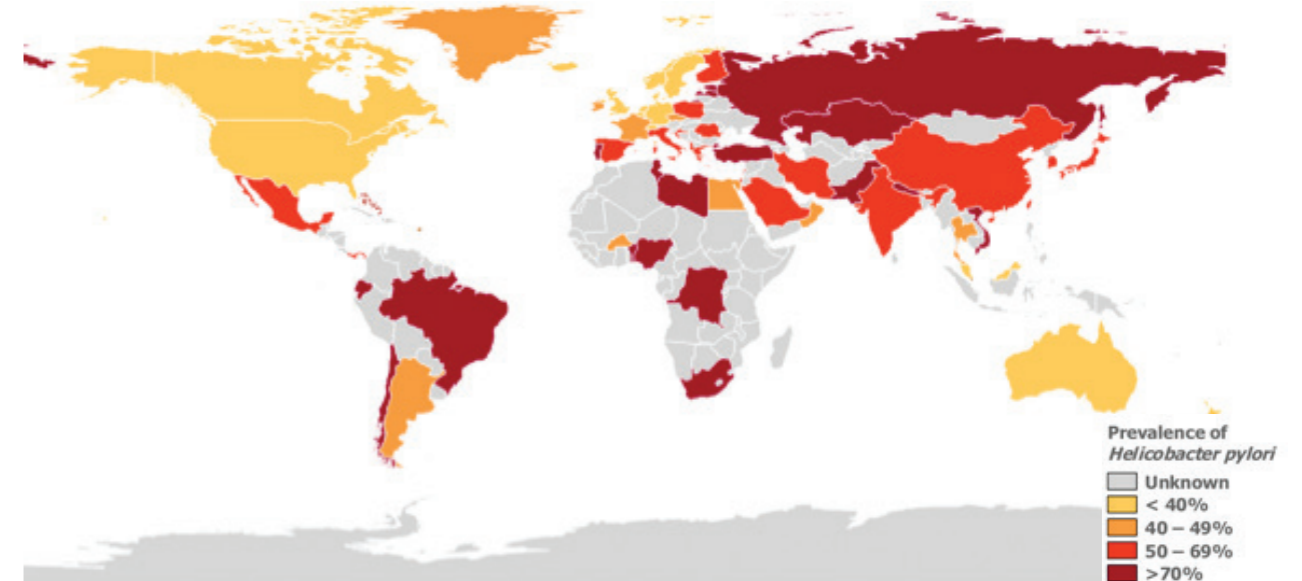 Prevalence of
Helicobacter pylori
Unknown
< 40%
40 – 49%
50 – 69%
>70%